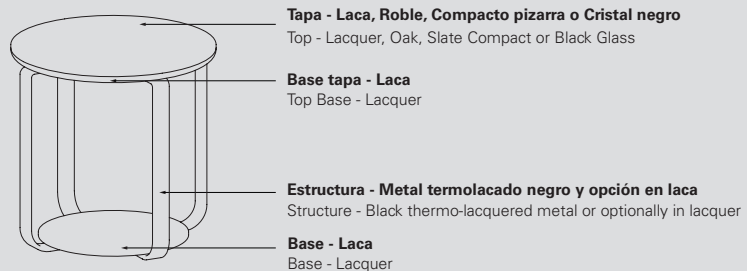 Tapa - Laca, Roble, Compacto pizarra o Cristal negro
Top - Lacquer, Oak, Slate Compact or Black Glass
Base tapa - Laca
Top Base - Lacquer
Estructura - Metal termolacado negro y opción en laca
Structure - Black thermo-lacquered metal or optionally in lacquer
Base - Laca
Base - Lacquer